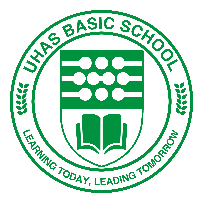 UHAS BASIC SCHOOL
LEARNING TODAY, LEADING TOMORROW